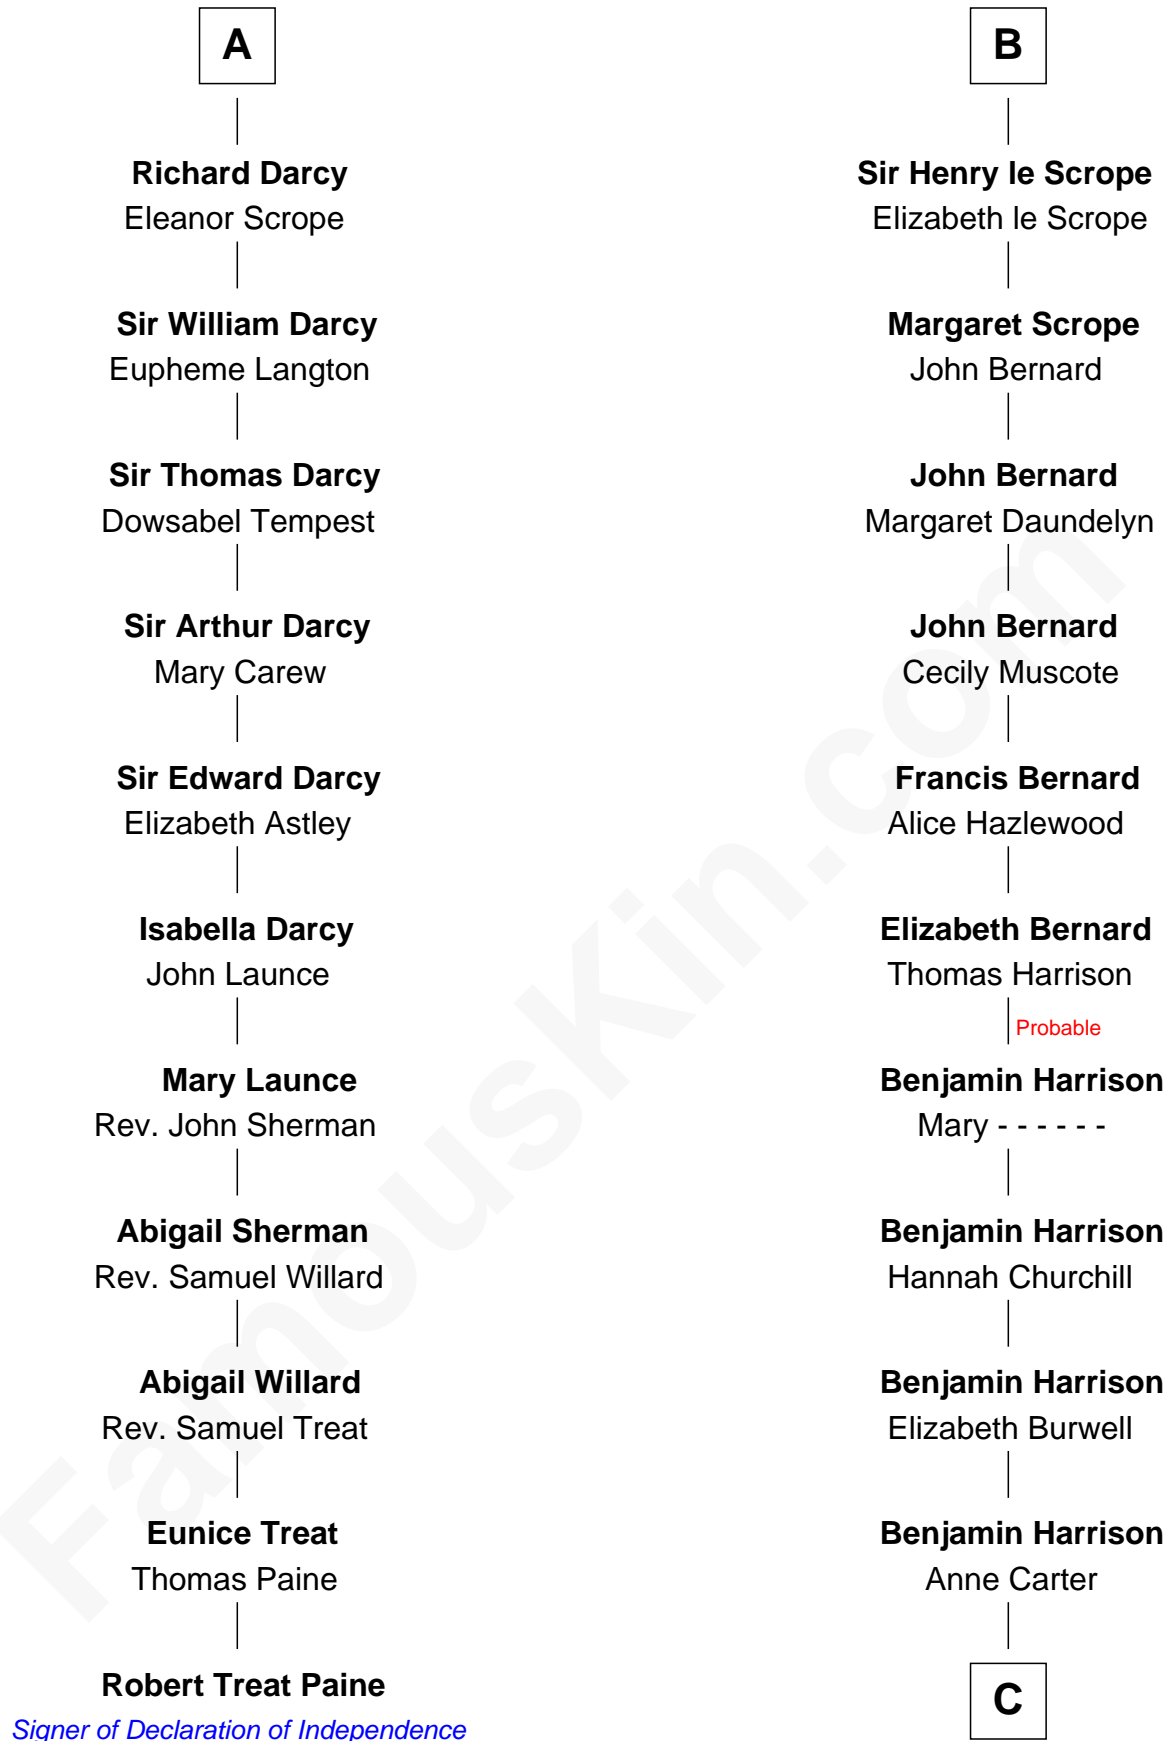 A
Richard Darcy
Eleanor Scrope
Sir William Darcy
Eupheme Langton
Sir Thomas Darcy
Dowsabel Tempest
Sir Arthur Darcy
Mary Carew
Sir Edward Darcy
Elizabeth Astley
Isabella Darcy
John Launce
Mary Launce
Rev. John Sherman
Abigail Sherman
Rev. Samuel Willard
Abigail Willard
Rev. Samuel Treat
Eunice Treat
Thomas Paine
Robert Treat Paine
Signer of Declaration of Independence
B
Sir Henry le Scrope
Elizabeth le Scrope
Margaret Scrope
John Bernard
John Bernard
Margaret Daundelyn
John Bernard
Cecily Muscote
Francis Bernard
Alice Hazlewood
Elizabeth Bernard
Thomas Harrison
Probable
Benjamin Harrison
Mary - - - - - -
Benjamin Harrison
Hannah Churchill
Benjamin Harrison
Elizabeth Burwell
Benjamin Harrison
Anne Carter
C
FamousKin.com